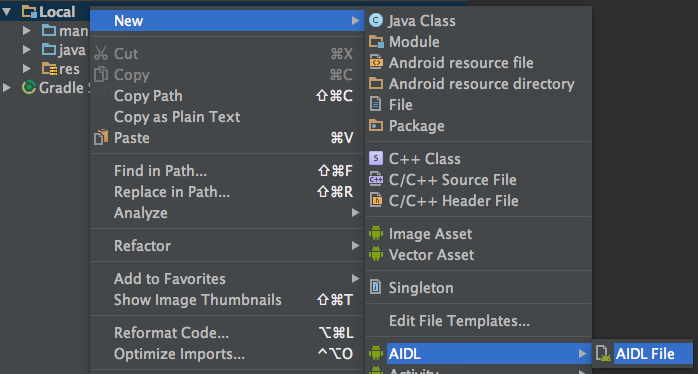 Local
man
java
res
Gradle S
New
Cut ⌘X
Copy ⌘C
Copy Path ⇧⌘C
Copy as Plain Text
Paste ⌘V
Find in Path... ⇧⌘F
Replace in Path... ⇧⌘R
Analyze
Refactor
Add to Favorites
Show Image Thumbnails ⇧⌘T
Reformat Code... ⌥⌘L
Optimize Imports... ^⌥O
Java Class
Module
Android resource file
Android resource directory
File
Package
C++ Class
C/C++ Source File
C/C++ Header File
Image Asset
Vector Asset
Singleton
Edit File Templates...
AIDL
Activity
AIDL File